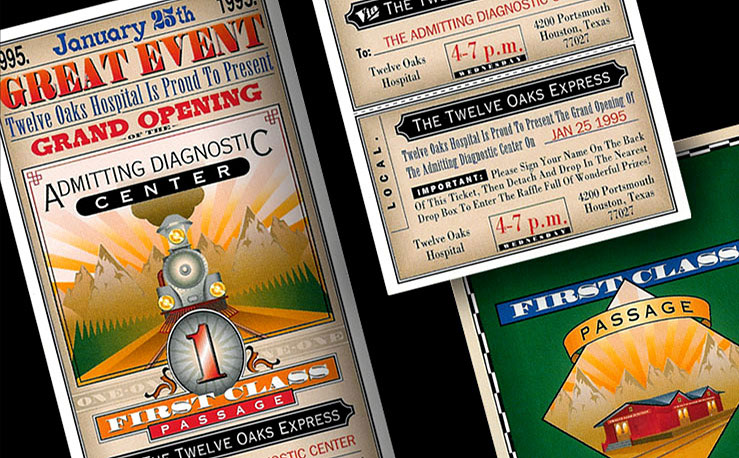 1995.
January 25th
1995.
GREAT EVENT
Twelve Oaks Hospital Is Proud To Present
GRAND OPENING
OF THE
ADMITTING DIAGNOSTIC
CENTER
1
ONE ONE
FIRST CLASS
PASSAGE
THE TWELVE OAKS EXPRESS
Via THE TWELVE
To: THE ADMITTING DIAGNOSTIC
Twelve Oaks
Hospital
4-7 p.m.
WEDNESDAY
4200 Portsmouth
Houston, Texas
77027
LOCAL.
THE TWELVE OAKS EXPRESS
Twelve Oaks Hospital Is Proud To Present The Grand Opening Of
The Admitting Diagnostic Center On JAN 25 1995
IMPORTANT: Please Sign Your Name On The Back
Of This Ticket, Then Detach And Drop In The Nearest
Drop Box To Enter The Raffle Full Of Wonderful Prizes!
Twelve Oaks
Hospital
4-7 p.m.
WEDNESDAY
4200 Portsmouth
Houston, Texas
77027
FIRST CLASS
PASSAGE